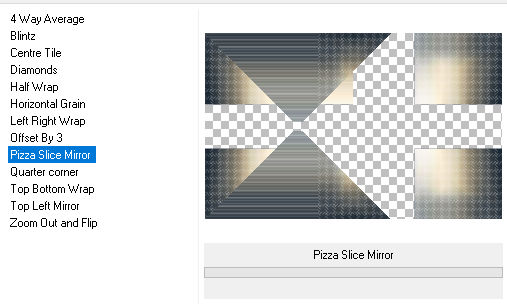 4 Way Average
Blintz
Centre Tile
Diamonds
Half Wrap
Horizontal Grain
Left Right Wrap
Offset By 3
Pizza Slice Mirror
Quarter corner
Top Bottom Wrap
Top Left Mirror
Zoom Out and Flip
Pizza Slice Mirror